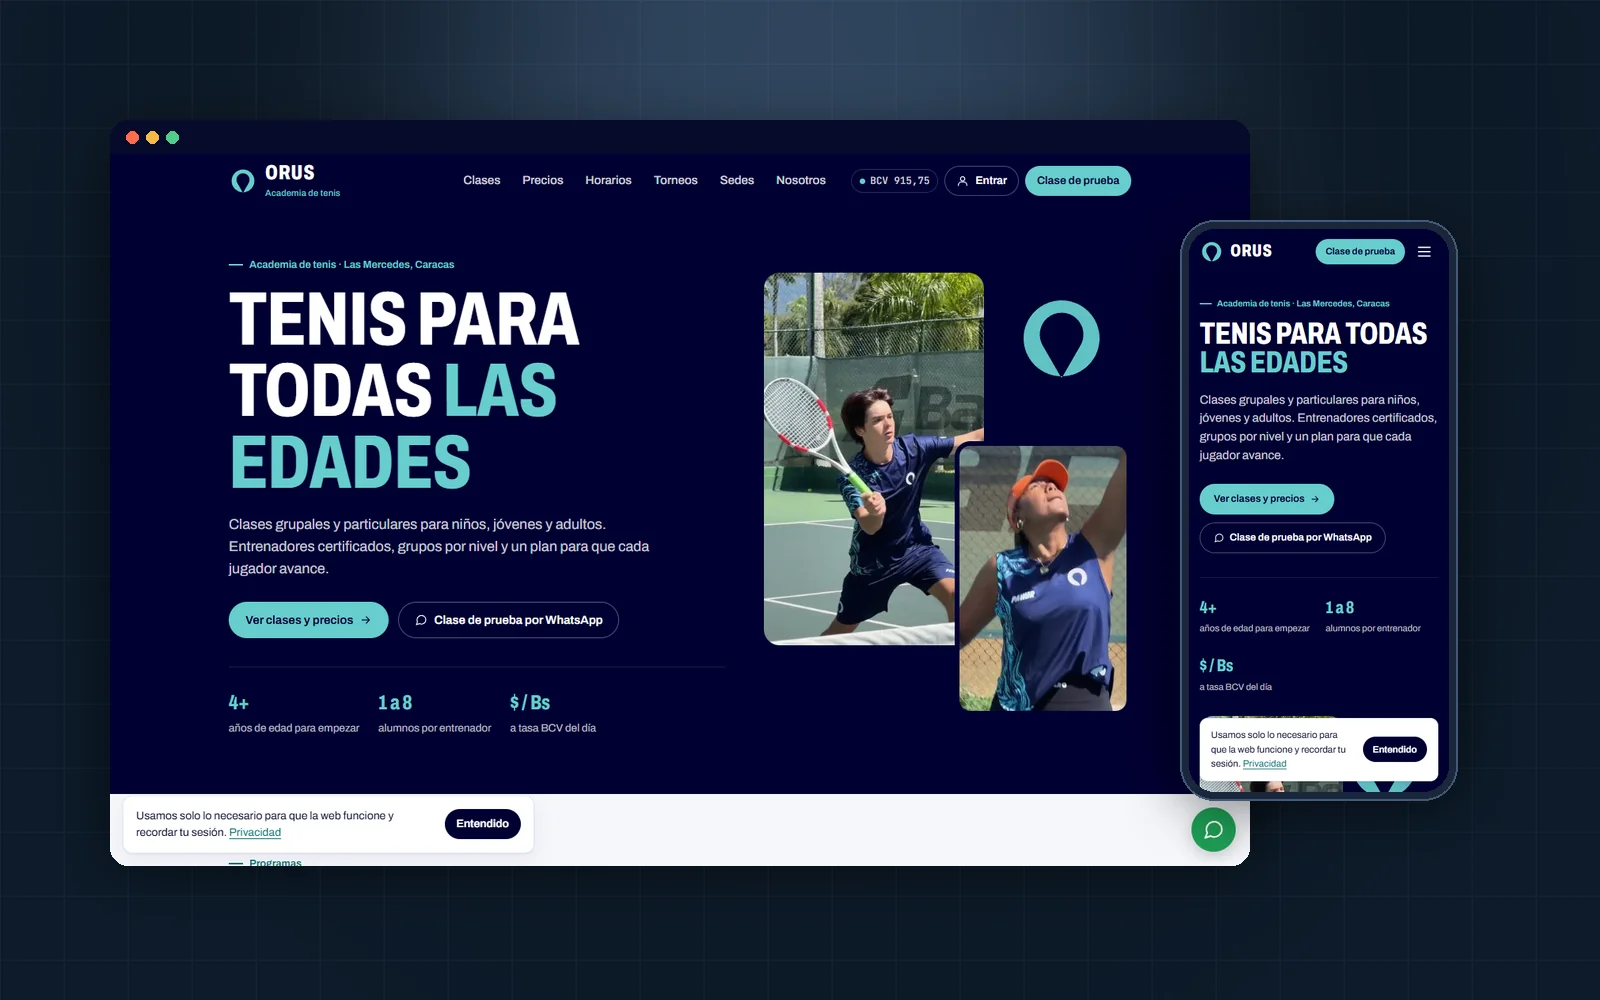 ORUS
Academia de tenis
Clases
Precios
Horarios
Torneos
Sedes
Nosotros
BCV 915,75
Entrar
Clase de prueba
Academia de tenis · Las Mercedes, Caracas
TENIS PARA
TODAS LAS
EDADES
Clases grupales y particulares para niños, jóvenes y adultos.
Entrenadores certificados, grupos por nivel y un plan para que cada
jugador avance.
Ver clases y precios →
Clase de prueba por WhatsApp
4+
años de edad para empezar
1 a 8
alumnos por entrenador
$ / Bs
a tasa BCV del día
Usamos solo lo necesario para que la web funcione y
recordar tu sesión. Privacidad
Entendido
Programas
ORUS
Clase de prueba
Academia de tenis · Las Mercedes, Caracas
TENIS PARA TODAS
LAS EDADES
Clases grupales y particulares para niños,
jóvenes y adultos. Entrenadores certificados,
grupos por nivel y un plan para que cada
jugador avance.
Ver clases y precios →
Clase de prueba por WhatsApp
4+
años de edad para empezar
1 a 8
alumnos por entrenador
$ / Bs
a tasa BCV del día
Usamos solo lo necesario para
que la web funcione y recordar tu
sesión. Privacidad
Entendido